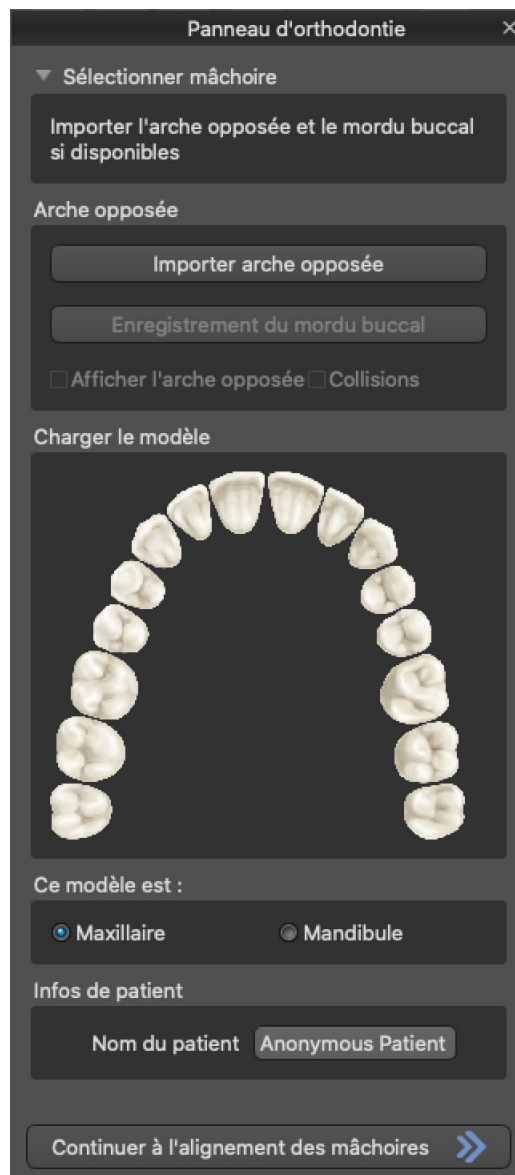 Panneau d'orthodontie
Sélectionner mâchoire
Importer l'arche opposée et le mordu buccal
si disponibles
Arche opposée
Importer arche opposée
Enregistrement du mordu buccal
Afficher l'arche opposée Collisions
Charger le modèle
Ce modèle est :
Maxillaire Mandibule
Infos de patient
Nom du patient Anonymous Patient
Continuer à l'alignement des mâchoires